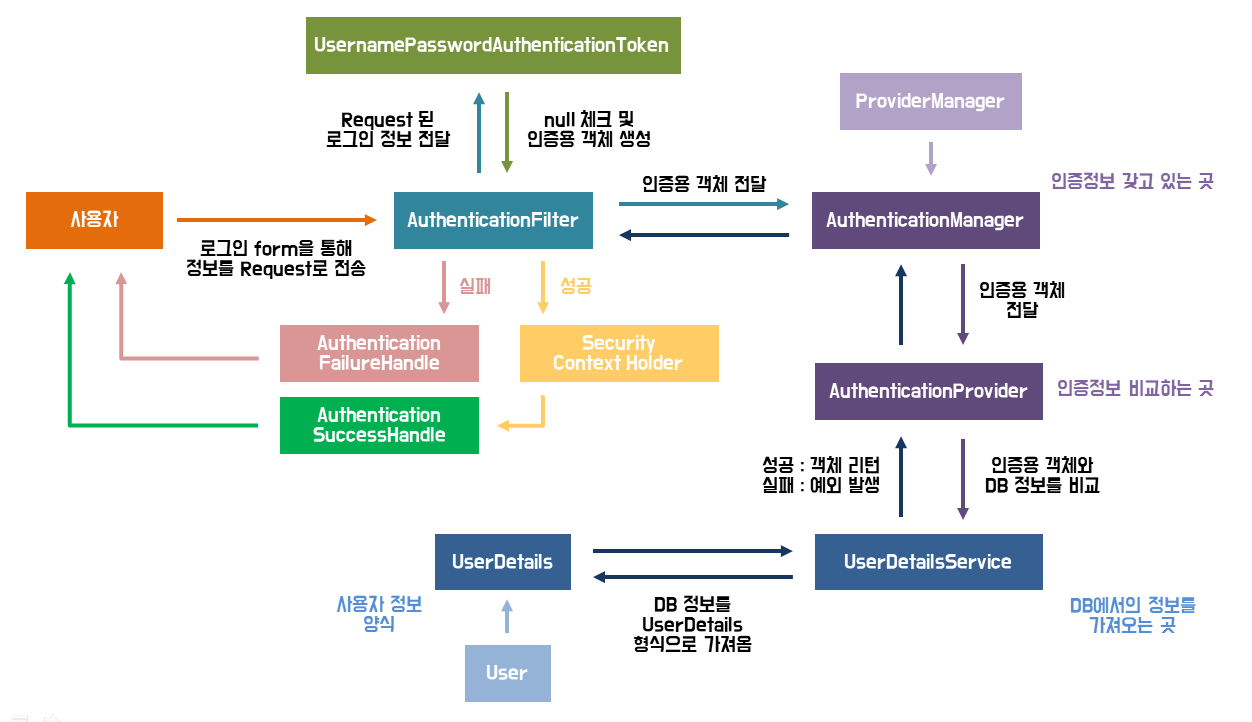 UsernamePasswordAuthenticationToken
ProviderManager
Request 된
로그인 정보 전달
null 체크 및
인증용 객체 생성
인증용 객체 전달
인증정보 갖고 있는 곳
사용자
AuthenticationFilter
AuthenticationManager
로그인 form을 통해
정보를 Request로 전송
실패
성공
인증용 객체
전달
Authentication
FailureHandle
Security
Context Holder
AuthenticationProvider
인증정보 비교하는 곳
Authentication
SuccessHandle
성공 : 객체 리턴
실패 : 예외 발생
인증용 객체와
DB 정보를 비교
UserDetails
UserDetailsService
사용자 정보
양식
DB 정보를
UserDetails
형식으로 가져옴
DB에서의 정보를
가져오는 곳
User